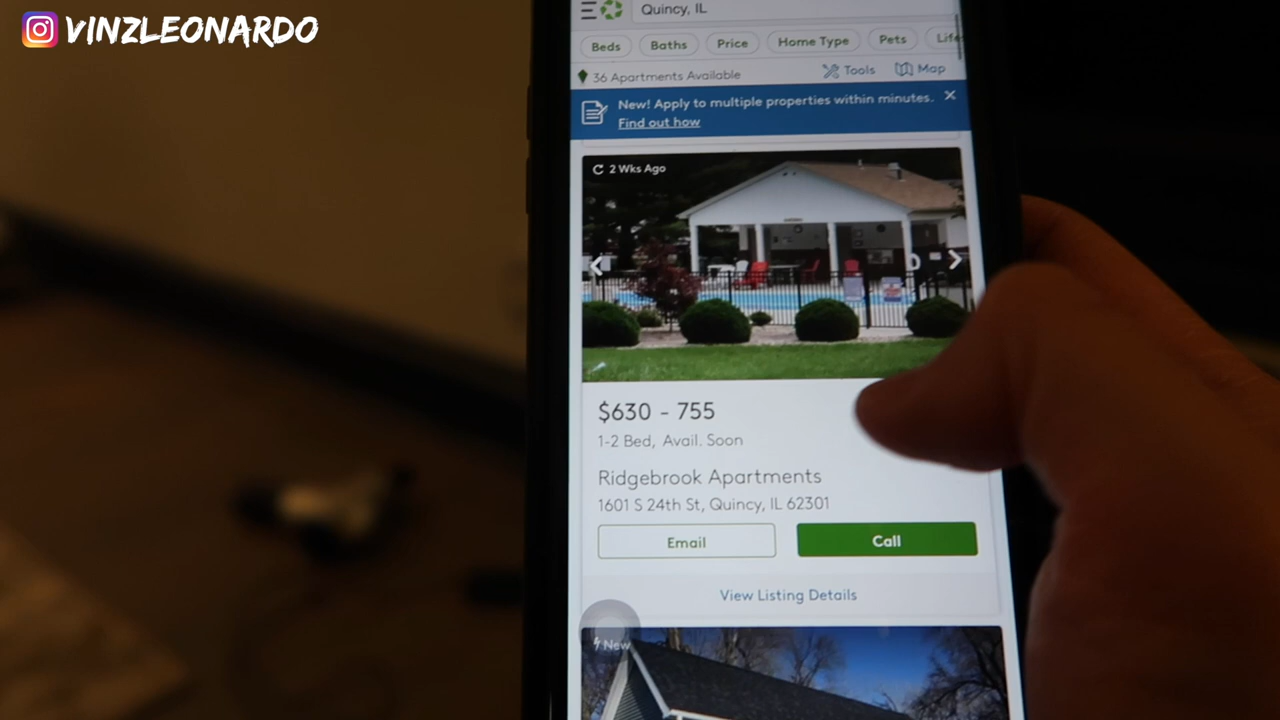 VINZLEONARDO
Quincy, IL
Beds Baths Price Home Type Pets Life
36 Apartments Available Tools Map
New! Apply to multiple properties within minutes.
Find out how
2 Wks Ago
$630 - 755
1-2 Bed, Avail. Soon
Ridgebrook Apartments
1601 S 24th St, Quincy, IL 62301
Email Call
View Listing Details
New